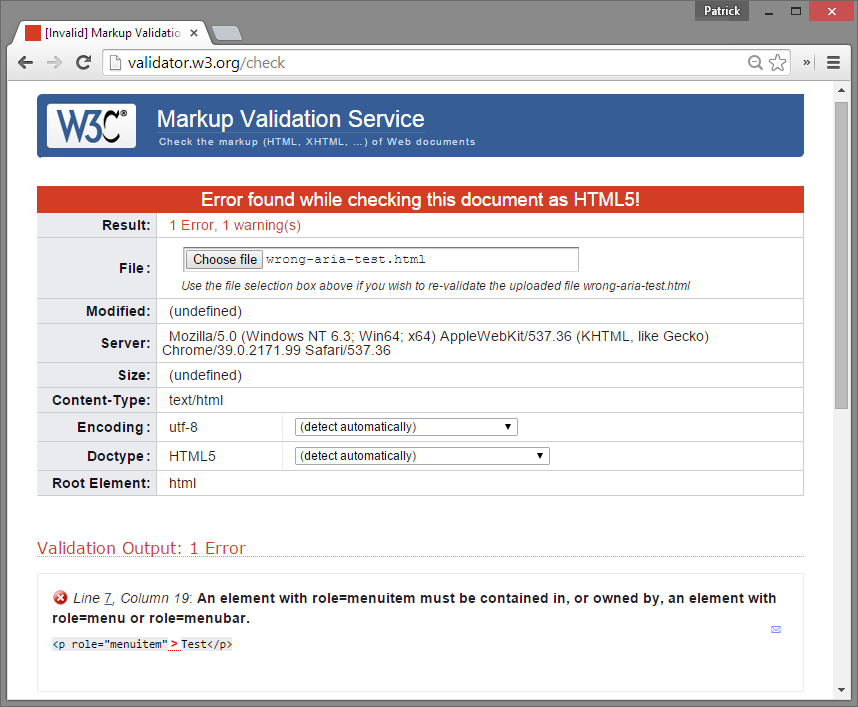 Patrick
[Invalid] Markup Validatio
validator.w3.org/check
W3C®
Markup Validation Service
Check the markup (HTML, XHTML, …) of Web documents
Error found while checking this document as HTML5!
Result: 1 Error, 1 warning(s)
File : Choose file wrong-aria-test.html
Use the file selection box above if you wish to re-validate the uploaded file wrong-aria-test.html
Modified: (undefined)
Server: Mozilla/5.0 (Windows NT 6.3; Win64; x64) AppleWebKit/537.36 (KHTML, like Gecko)
Chrome/39.0.2171.99 Safari/537.36
Size: (undefined)
Content-Type: text/html
Encoding : utf-8 (detect automatically)
Doctype : HTML5 (detect automatically)
Root Element: html
Validation Output: 1 Error
Line 7, Column 19: An element with role=menuitem must be contained in, or owned by, an element with
role=menu or role=menubar.
<p role="menuitem">Test</p>